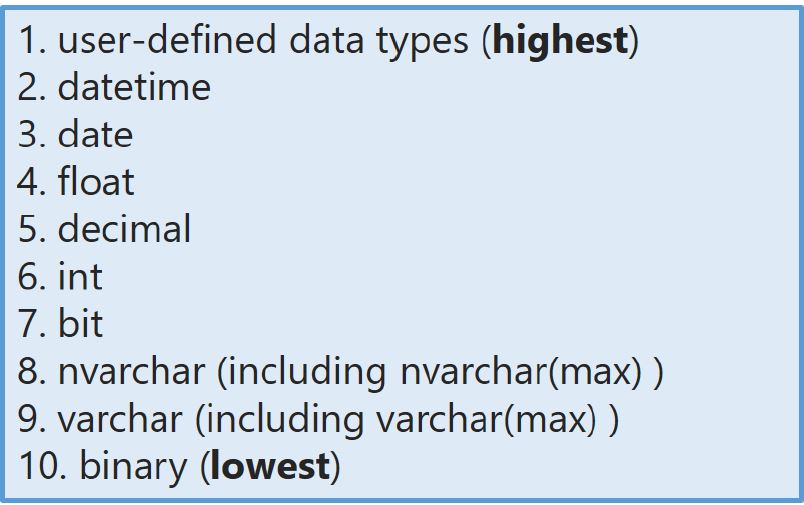 1. user-defined data types (highest)
2. datetime
3. date
4. float
5. decimal
6. int
7. bit
8. nvarchar (including nvarchar(max) )
9. varchar (including varchar(max) )
10. binary (lowest)